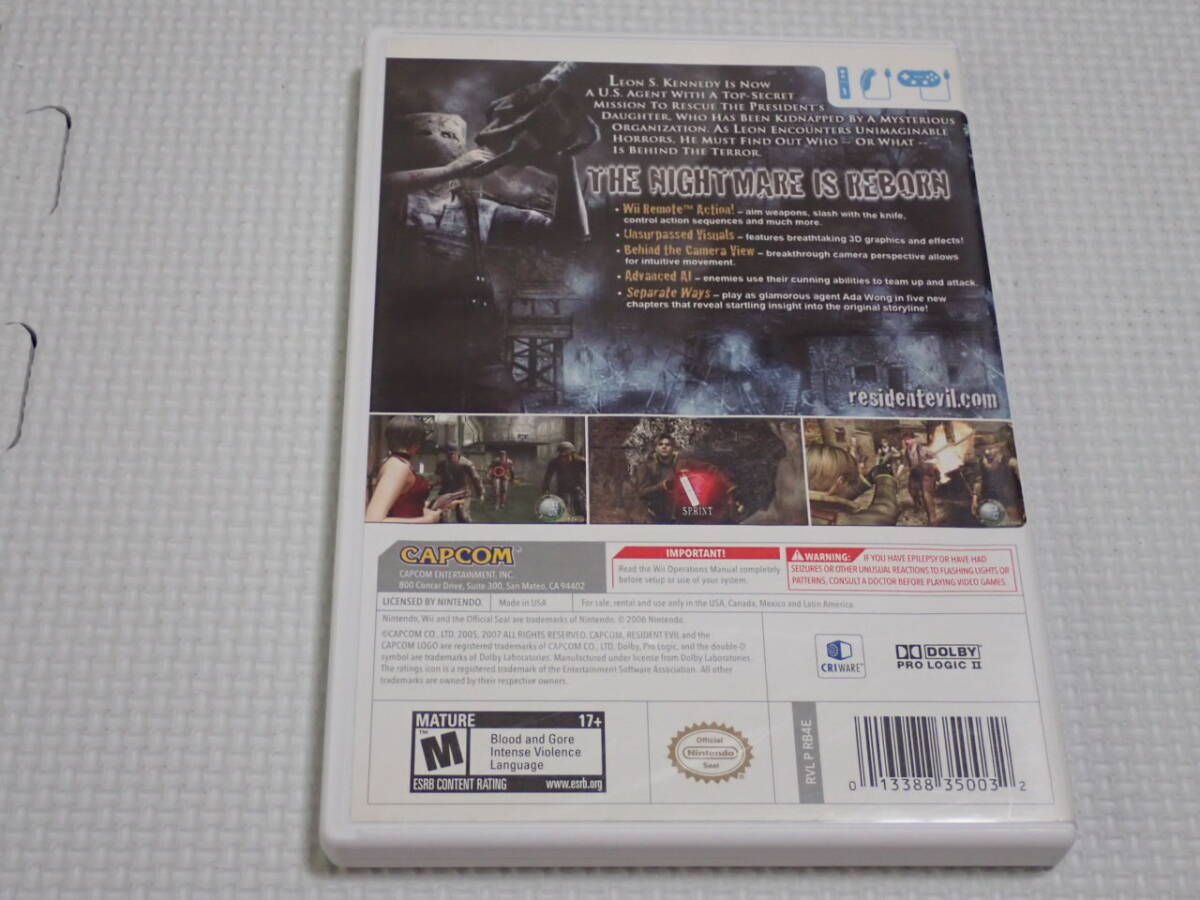 LEON S. KENNEDY IS NOW
A U.S. AGENT WITH A TOP-SECRET
MISSION TO RESCUE THE PRESIDENT'S
DAUGHTER, WHO HAS BEEN KIDNAPPED BY A MYSTERIOUS
ORGANIZATION. AS LEON ENCOUNTERS UNIMAGINABLE
HORRORS, HE MUST FIND OUT WHO -- OR WHAT --
IS BEHIND THE TERROR.
THE NIGHTMARE IS REBORN
• Wii Remote™ Action! – aim weapons, slash with the knife,
control action sequences and much more.
• Unsurpassed Visuals – features breathtaking 3D graphics and effects!
• Behind the Camera View – breakthrough camera perspective allows
for intuitive movement.
• Advanced AI – enemies use their cunning abilities to team up and attack.
• Separate Ways – play as glamorous agent Ada Wong in five new
chapters that reveal startling insight into the original storyline!
residentevil.com
SPRINT
CAPCOM®
CAPCOM ENTERTAINMENT, INC.
800 Concar Drive, Suite 300, San Mateo, CA 94402
IMPORTANT!
Read the Wii Operations Manual completely
before setup or use of your system.
WARNING: IF YOU HAVE EPILEPSY OR HAVE HAD
SEIZURES OR OTHER UNUSUAL REACTIONS TO FLASHING LIGHTS OR
PATTERNS, CONSULT A DOCTOR BEFORE PLAYING VIDEO GAMES.
LICENSED BY NINTENDO. Made in USA For sale, rental and use only in the USA, Canada, Mexico and Latin America.
Nintendo, Wii and the Official Seal are trademarks of Nintendo. © 2006 Nintendo.
©CAPCOM CO., LTD. 2005, 2007 ALL RIGHTS RESERVED. CAPCOM, RESIDENT EVIL and the
CAPCOM LOGO are registered trademarks of CAPCOM CO., LTD. Dolby, Pro Logic, and the double-D
symbol are trademarks of Dolby Laboratories. Manufactured under license from Dolby Laboratories.
The ratings icon is a registered trademark of the Entertainment Software Association. All other
trademarks are owned by their respective owners.
CRIWARE™
DOLBY
PRO LOGIC II
MATURE 17+
M™
Blood and Gore
Intense Violence
Language
ESRB CONTENT RATING www.esrb.org
Official
Nintendo
Seal
RVL P RB4E
0 13388 35003 2